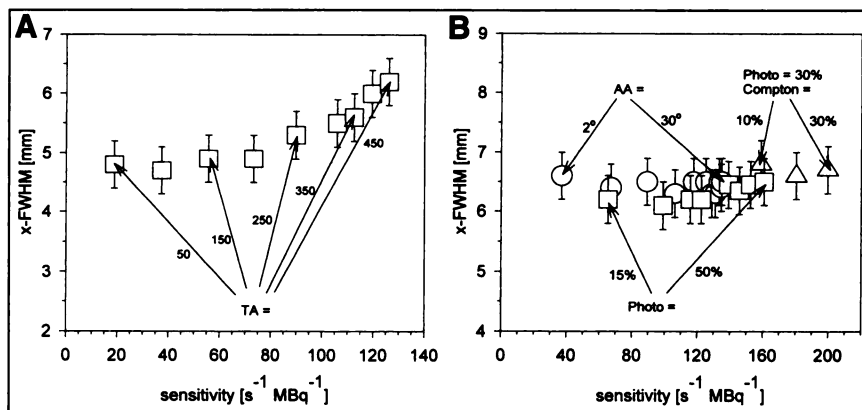 A
x-FWHM [mm]
7
6
5
4
3
2
450
350
250
150
50
TA =
0 20 40 60 80 100 120 140
sensitivity [s⁻¹ MBq⁻¹]
B
x-FWHM [mm]
9
8
7
6
5
4
Photo = 30%
Compton =
AA =
2° 30° 10% 30%
15% 50%
Photo =
0 40 80 120 160 200
sensitivity [s⁻¹ MBq⁻¹]